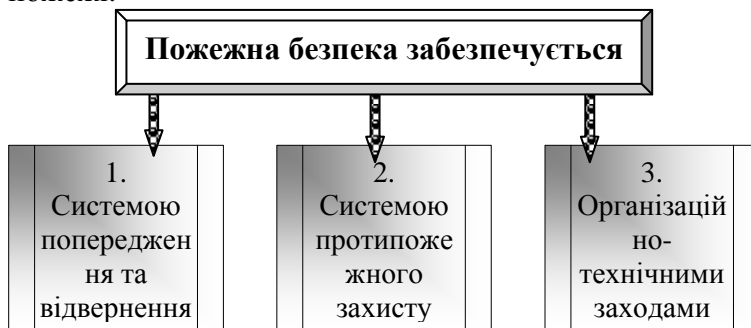 Пожежна безпека забезпечується
1.
Системою
попереджен
ня та
відвернення
2.
Системою
протипоже
жного
захисту
3.
Організацій
но-
технічними
заходами